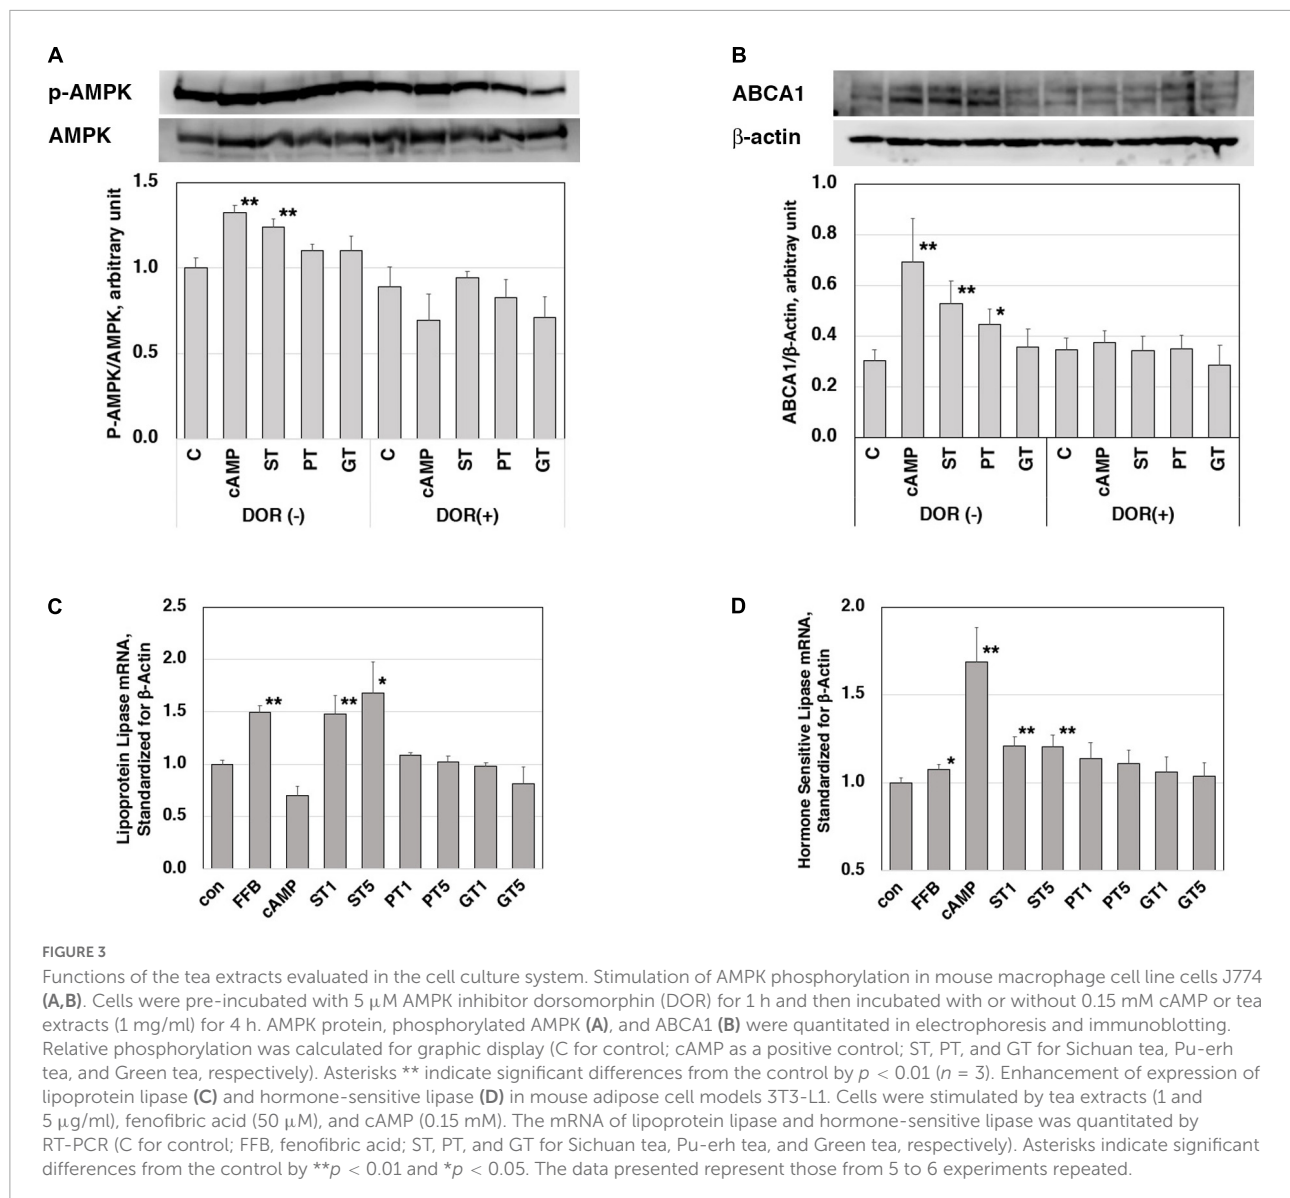 A
p-AMPK
AMPK
P-AMPK/AMPK, arbitrary unit
1.5
1.0
0.5
0.0
** **
C cAMP ST PT GT C cAMP ST PT GT
DOR (-) DOR(+)
B
ABCA1
β-actin
ABCA1/β-Actin, arbitray unit
1.0
0.8
0.6
0.4
0.2
0.0
** ** *
C cAMP ST PT GT C cAMP ST PT GT
DOR (-) DOR(+)
C
Lipoprotein Lipase mRNA,
Standardized for β-Actin
2.5
2.0
1.5
1.0
0.5
0.0
** ** *
con FFB cAMP ST1 ST5 PT1 PT5 GT1 GT5
D
Hormone Sensitive Lipase mRNA,
Standardized for β-Actin
2.0
1.5
1.0
0.5
* ** ** **
con FFB cAMP ST1 ST5 PT1 PT5 GT1 GT5
FIGURE 3
Functions of the tea extracts evaluated in the cell culture system. Stimulation of AMPK phosphorylation in mouse macrophage cell line cells J774
(A,B). Cells were pre-incubated with 5 μM AMPK inhibitor dorsomorphin (DOR) for 1 h and then incubated with or without 0.15 mM cAMP or tea
extracts (1 mg/ml) for 4 h. AMPK protein, phosphorylated AMPK (A), and ABCA1 (B) were quantitated in electrophoresis and immunoblotting.
Relative phosphorylation was calculated for graphic display (C for control; cAMP as a positive control; ST, PT, and GT for Sichuan tea, Pu-erh
tea, and Green tea, respectively). Asterisks ** indicate significant differences from the control by p < 0.01 (n = 3). Enhancement of expression of
lipoprotein lipase (C) and hormone-sensitive lipase (D) in mouse adipose cell models 3T3-L1. Cells were stimulated by tea extracts (1 and
5 μg/ml), fenofibric acid (50 μM), and cAMP (0.15 mM). The mRNA of lipoprotein lipase and hormone-sensitive lipase was quantitated by
RT-PCR (C for control; FFB, fenofibric acid; ST, PT, and GT for Sichuan tea, Pu-erh tea, and Green tea, respectively). Asterisks indicate significant
differences from the control by **p < 0.01 and *p < 0.05. The data presented represent those from 5 to 6 experiments repeated.